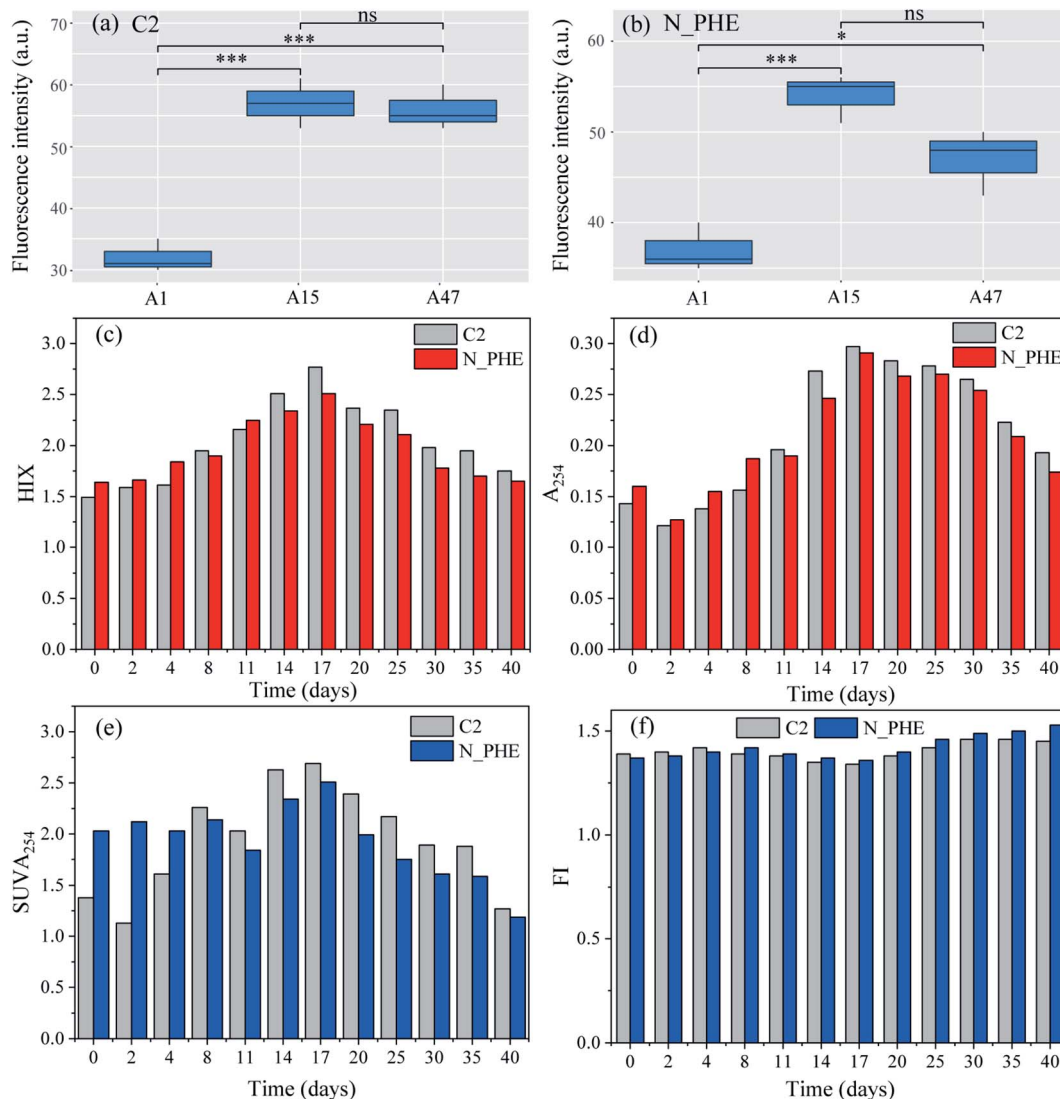 (a) C2
ns
***
***
70
60
50
40
30
Fluorescence intensity (a.u.)
A1 A15 A47
(b) N_PHE
ns
*
***
60
50
40
Fluorescence intensity (a.u.)
A1 A15 A47
(c)
C2
N_PHE
3.0
2.5
2.0
1.5
1.0
0.5
0.0
HIX
0 2 4 8 11 14 17 20 25 30 35 40
Time (days)
(d)
C2
N_PHE
0.30
0.25
0.20
0.15
0.10
0.05
0.00
A254
0 2 4 8 11 14 17 20 25 30 35 40
Time (days)
(e)
C2
N_PHE
3.0
2.5
2.0
1.5
1.0
0.5
0.0
SUVA254
0 2 4 8 11 14 17 20 25 30 35 40
Time (days)
(f)
C2 N_PHE
1.5
1.0
0.5
0.0
FI
0 2 4 8 11 14 17 20 25 30 35 40
Time (days)